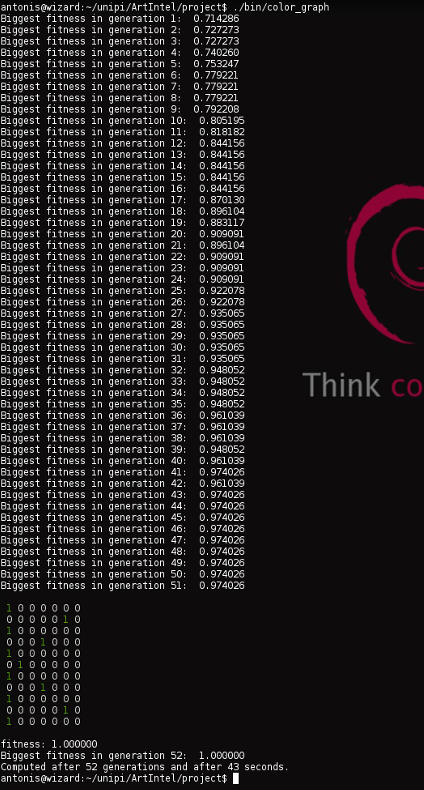 antonis@wizard:~/unipi/ArtIntel/project$ ./bin/color_graph
Biggest fitness in generation 1:  0.714286
Biggest fitness in generation 2:  0.727273
Biggest fitness in generation 3:  0.727273
Biggest fitness in generation 4:  0.740260
Biggest fitness in generation 5:  0.753247
Biggest fitness in generation 6:  0.779221
Biggest fitness in generation 7:  0.779221
Biggest fitness in generation 8:  0.779221
Biggest fitness in generation 9:  0.792208
Biggest fitness in generation 10:  0.805195
Biggest fitness in generation 11:  0.818182
Biggest fitness in generation 12:  0.844156
Biggest fitness in generation 13:  0.844156
Biggest fitness in generation 14:  0.844156
Biggest fitness in generation 15:  0.844156
Biggest fitness in generation 16:  0.844156
Biggest fitness in generation 17:  0.870130
Biggest fitness in generation 18:  0.896104
Biggest fitness in generation 19:  0.883117
Biggest fitness in generation 20:  0.909091
Biggest fitness in generation 21:  0.896104
Biggest fitness in generation 22:  0.909091
Biggest fitness in generation 23:  0.909091
Biggest fitness in generation 24:  0.909091
Biggest fitness in generation 25:  0.922078
Biggest fitness in generation 26:  0.922078
Biggest fitness in generation 27:  0.935065
Biggest fitness in generation 28:  0.935065
Biggest fitness in generation 29:  0.935065
Biggest fitness in generation 30:  0.935065
Biggest fitness in generation 31:  0.935065
Biggest fitness in generation 32:  0.948052
Biggest fitness in generation 33:  0.948052
Biggest fitness in generation 34:  0.948052
Biggest fitness in generation 35:  0.948052
Biggest fitness in generation 36:  0.961039
Biggest fitness in generation 37:  0.961039
Biggest fitness in generation 38:  0.961039
Biggest fitness in generation 39:  0.948052
Biggest fitness in generation 40:  0.961039
Biggest fitness in generation 41:  0.974026
Biggest fitness in generation 42:  0.961039
Biggest fitness in generation 43:  0.974026
Biggest fitness in generation 44:  0.974026
Biggest fitness in generation 45:  0.974026
Biggest fitness in generation 46:  0.974026
Biggest fitness in generation 47:  0.974026
Biggest fitness in generation 48:  0.974026
Biggest fitness in generation 49:  0.974026
Biggest fitness in generation 50:  0.974026
Biggest fitness in generation 51:  0.974026
1 0 0 0 0 0 0
0 0 0 0 0 1 0
1 0 0 0 0 0 0
0 0 0 1 0 0 0
1 0 0 0 0 0 0
0 1 0 0 0 0 0
1 0 0 0 0 0 0
0 0 0 1 0 0 0
1 0 0 0 0 0 0
0 0 0 0 0 1 0
1 0 0 0 0 0 0
fitness: 1.000000
Biggest fitness in generation 52:  1.000000
Computed after 52 generations and after 43 seconds.
antonis@wizard:~/unipi/ArtIntel/project$
Think co